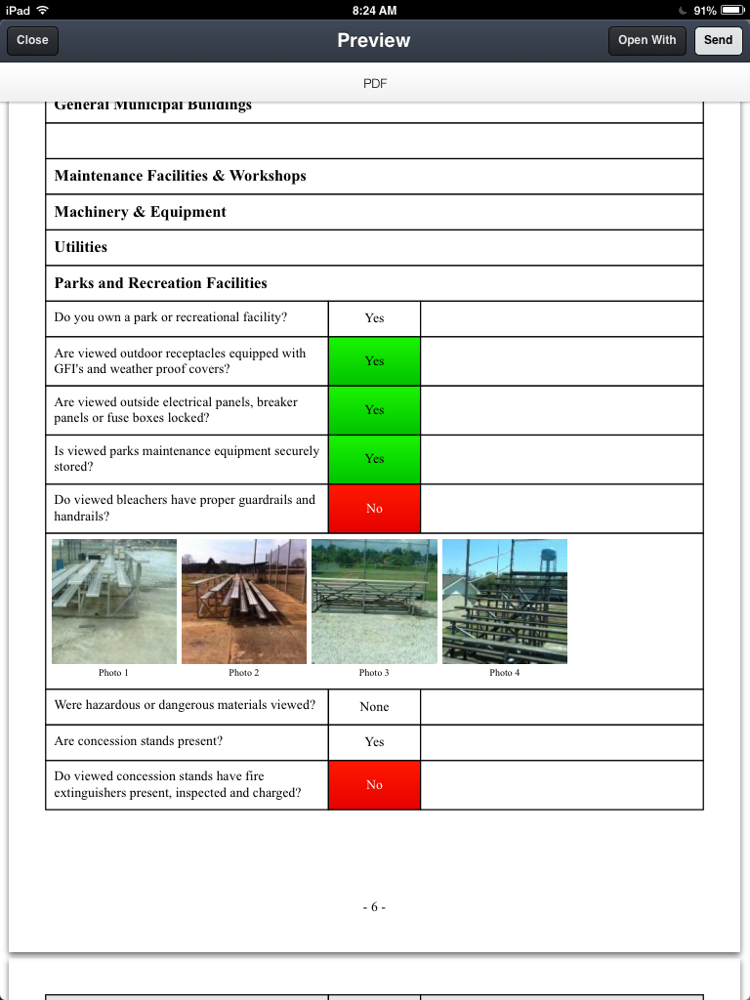 iPad 8:24 AM 91%
Close Preview Open With Send
PDF
General Municipal Buildings
Maintenance Facilities & Workshops
Machinery & Equipment
Utilities
Parks and Recreation Facilities
Do you own a park or recreational facility? Yes
Are viewed outdoor receptacles equipped with
GFI's and weather proof covers? Yes
Are viewed outside electrical panels, breaker
panels or fuse boxes locked? Yes
Is viewed parks maintenance equipment securely
stored? Yes
Do viewed bleachers have proper guardrails and
handrails? No
Photo 1 Photo 2 Photo 3 Photo 4
Were hazardous or dangerous materials viewed? None
Are concession stands present? Yes
Do viewed concession stands have fire
extinguishers present, inspected and charged? No
- 6 -